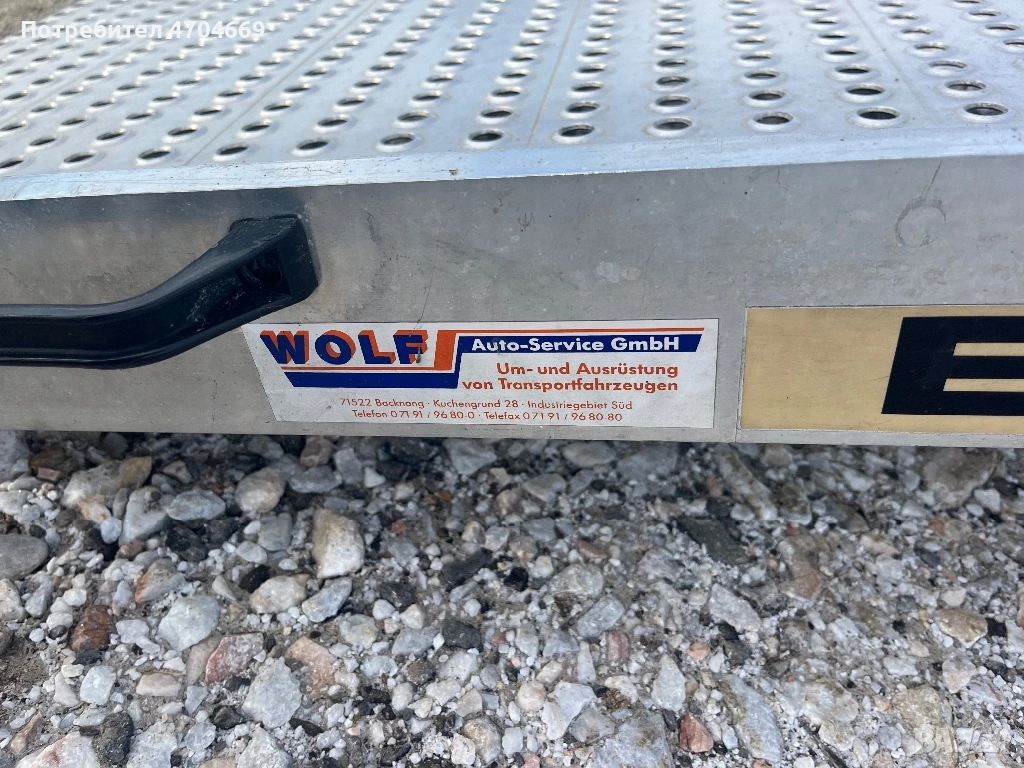 Потребител 4704669
WOLF
Auto-Service GmbH
Um- und Ausrüstung
von Transportfahrzeugen
71522 Backnang · Kuchengrund 28 · Industriegebiet Süd
Telefon 0 71 91 / 96 80-0 · Telefax 0 71 91 / 96 80-80
E
BAZAR